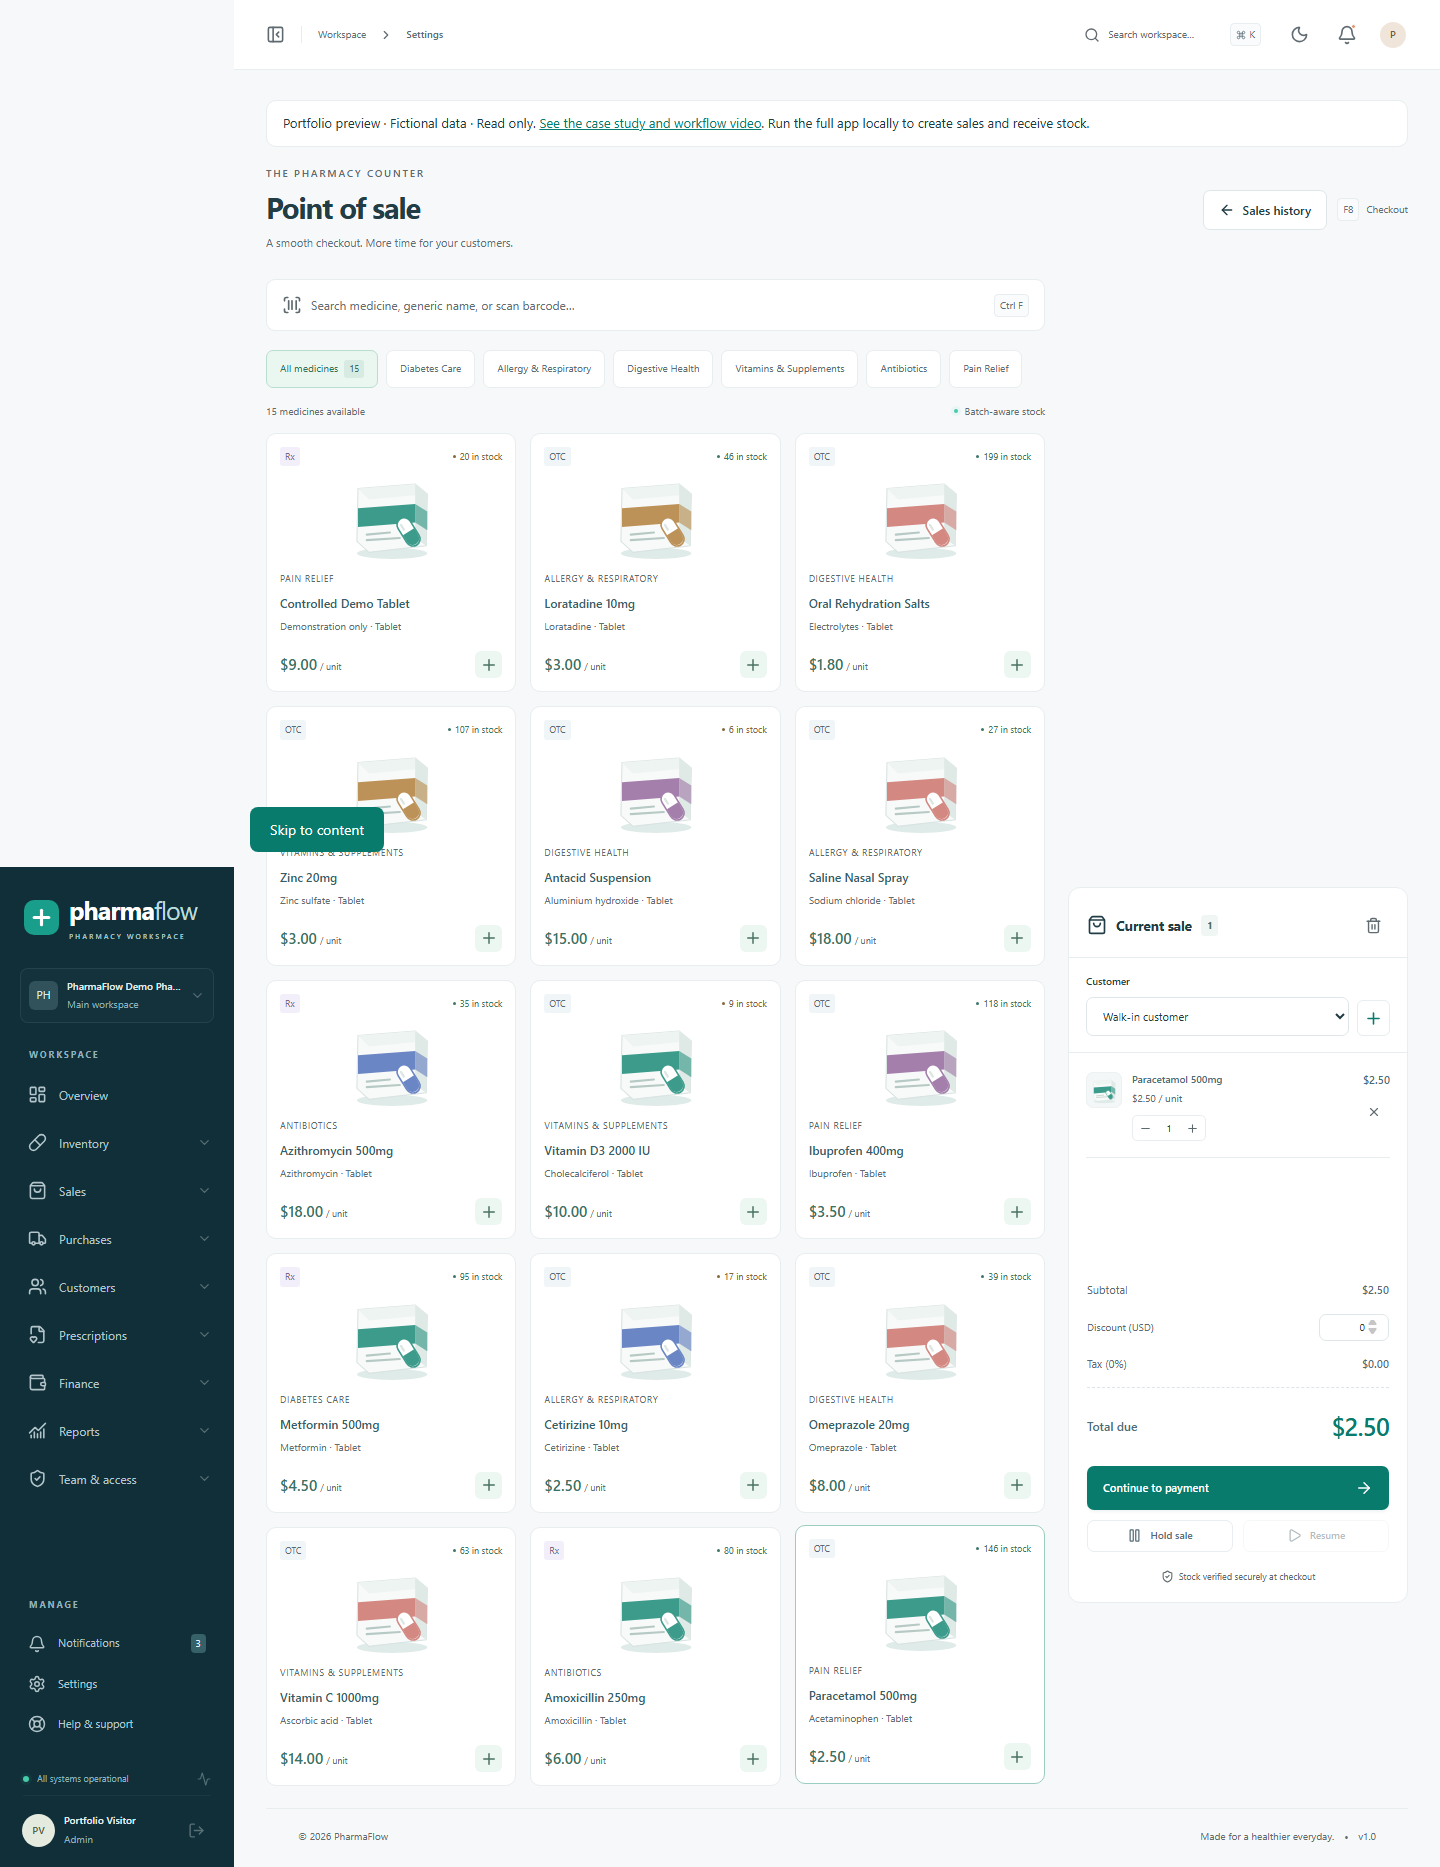 Workspace > Settings
Search workspace...
⌘ K
P
Portfolio preview · Fictional data · Read only. See the case study and workflow video. Run the full app locally to create sales and receive stock.
THE PHARMACY COUNTER
Point of sale
A smooth checkout. More time for your customers.
Sales history
F8 Checkout
Search medicine, generic name, or scan barcode...
Ctrl F
All medicines 15
Diabetes Care
Allergy & Respiratory
Digestive Health
Vitamins & Supplements
Antibiotics
Pain Relief
15 medicines available
Batch-aware stock
Rx
20 in stock
PAIN RELIEF
Controlled Demo Tablet
Demonstration only · Tablet
$9.00 / unit
OTC
46 in stock
ALLERGY & RESPIRATORY
Loratadine 10mg
Loratadine · Tablet
$3.00 / unit
OTC
199 in stock
DIGESTIVE HEALTH
Oral Rehydration Salts
Electrolytes · Tablet
$1.80 / unit
OTC
107 in stock
Skip to content
VITAMINS & SUPPLEMENTS
Zinc 20mg
Zinc sulfate · Tablet
$3.00 / unit
OTC
6 in stock
DIGESTIVE HEALTH
Antacid Suspension
Aluminium hydroxide · Tablet
$15.00 / unit
OTC
27 in stock
ALLERGY & RESPIRATORY
Saline Nasal Spray
Sodium chloride · Tablet
$18.00 / unit
Rx
35 in stock
ANTIBIOTICS
Azithromycin 500mg
Azithromycin · Tablet
$18.00 / unit
OTC
9 in stock
VITAMINS & SUPPLEMENTS
Vitamin D3 2000 IU
Cholecalciferol · Tablet
$10.00 / unit
OTC
118 in stock
PAIN RELIEF
Ibuprofen 400mg
Ibuprofen · Tablet
$3.50 / unit
Rx
95 in stock
DIABETES CARE
Metformin 500mg
Metformin · Tablet
$4.50 / unit
OTC
17 in stock
ALLERGY & RESPIRATORY
Cetirizine 10mg
Cetirizine · Tablet
$2.50 / unit
OTC
39 in stock
DIGESTIVE HEALTH
Omeprazole 20mg
Omeprazole · Tablet
$8.00 / unit
OTC
63 in stock
VITAMINS & SUPPLEMENTS
Vitamin C 1000mg
Ascorbic acid · Tablet
$14.00 / unit
Rx
80 in stock
ANTIBIOTICS
Amoxicillin 250mg
Amoxicillin · Tablet
$6.00 / unit
OTC
146 in stock
PAIN RELIEF
Paracetamol 500mg
Acetaminophen · Tablet
$2.50 / unit
Current sale 1
Customer
Walk-in customer
Paracetamol 500mg
$2.50
$2.50 / unit
1
Subtotal $2.50
Discount (USD) 0
Tax (0%) $0.00
Total due $2.50
Continue to payment
Hold sale
Resume
Stock verified securely at checkout
pharmaflow
PHARMACY WORKSPACE
PH
PharmaFlow Demo Pha...
Main workspace
WORKSPACE
Overview
Inventory
Sales
Purchases
Customers
Prescriptions
Finance
Reports
Team & access
MANAGE
Notifications 3
Settings
Help & support
All systems operational
PV
Portfolio Visitor
Admin
© 2026 PharmaFlow
Made for a healthier everyday. • v1.0